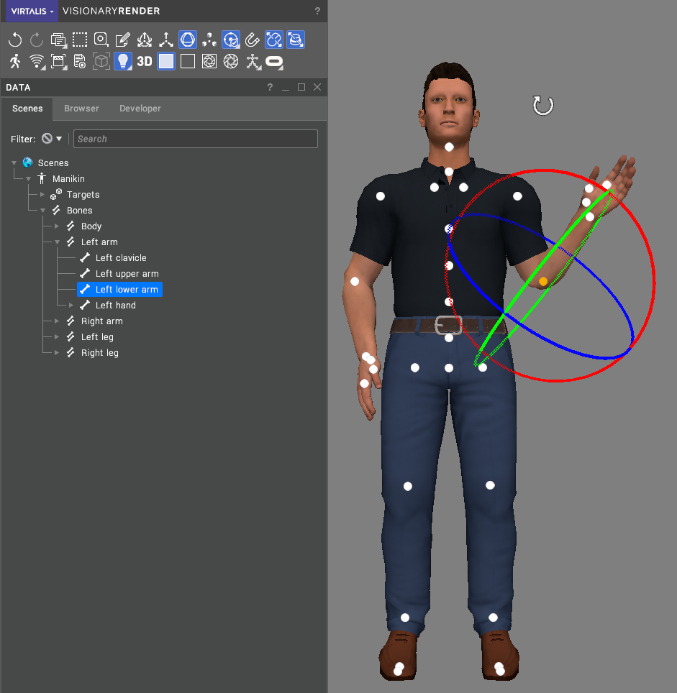 VIRTALIS VISIONARYRENDER ?
3D
DATA ?
Scenes Browser Developer
Filter: Search
Scenes
Manikin
Targets
Bones
Body
Left arm
Left clavicle
Left upper arm
Left lower arm
Left hand
Right arm
Left leg
Right leg